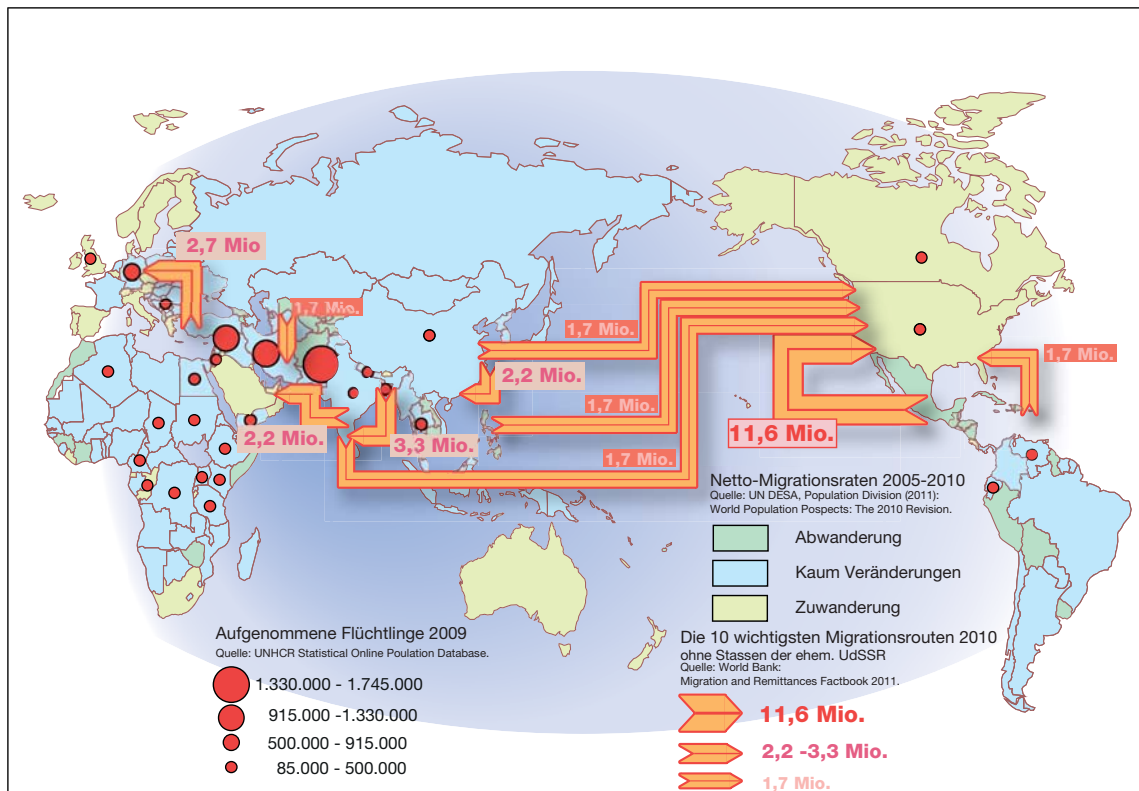 2,7 Mio
1,7 Mio.
1,7 Mio.
2,2 Mio.
1,7 Mio.
1,7 Mio.
2,2 Mio.
3,3 Mio.
11,6 Mio.
1,7 Mio.
Netto-Migrationsraten 2005-2010
Quelle: UN DESA, Population Division (2011):
World Population Pospects: The 2010 Revision.
Abwanderung
Kaum Veränderungen
Zuwanderung
Aufgenommene Flüchtlinge 2009
Quelle: UNHCR Statistical Online Poulation Database.
1.330.000 - 1.745.000
915.000 -1.330.000
500.000 - 915.000
85.000 - 500.000
Die 10 wichtigsten Migrationsrouten 2010
ohne Stassen der ehem. UdSSR
Quelle: World Bank:
Migration and Remittances Factbook 2011.
11,6 Mio.
2,2 -3,3 Mio.
1,7 Mio.